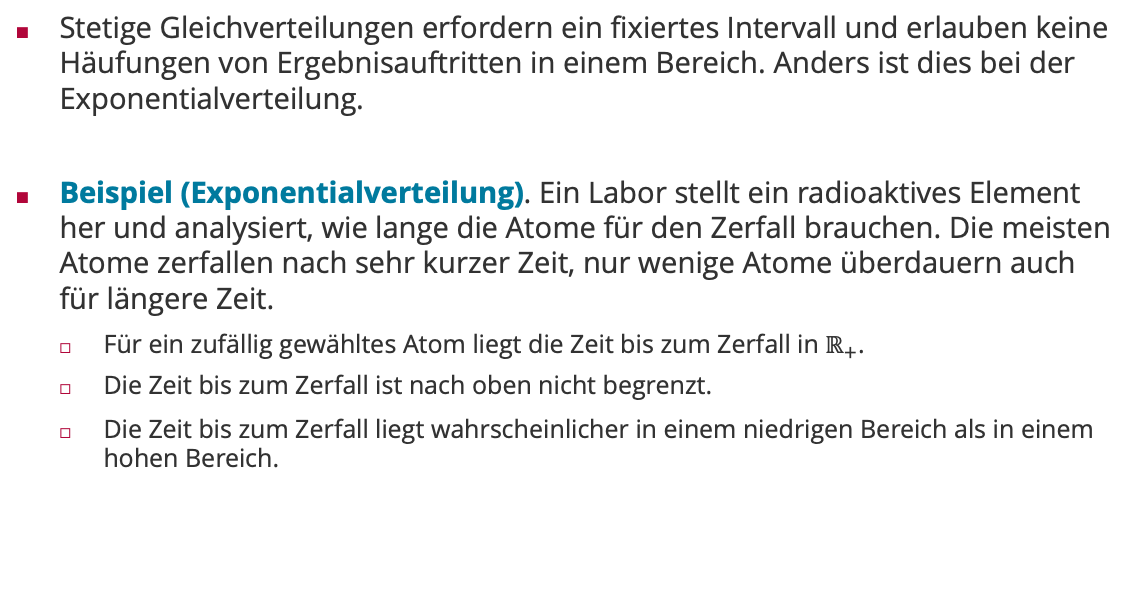 Stetige Gleichverteilungen erfordern ein fixiertes Intervall und erlauben keine
Häufungen von Ergebnisauftritten in einem Bereich. Anders ist dies bei der
Exponentialverteilung.
Beispiel (Exponentialverteilung). Ein Labor stellt ein radioaktives Element
her und analysiert, wie lange die Atome für den Zerfall brauchen. Die meisten
Atome zerfallen nach sehr kurzer Zeit, nur wenige Atome überdauern auch
für längere Zeit.
Für ein zufällig gewähltes Atom liegt die Zeit bis zum Zerfall in ℝ₊.
Die Zeit bis zum Zerfall ist nach oben nicht begrenzt.
Die Zeit bis zum Zerfall liegt wahrscheinlicher in einem niedrigen Bereich als in einem
hohen Bereich.